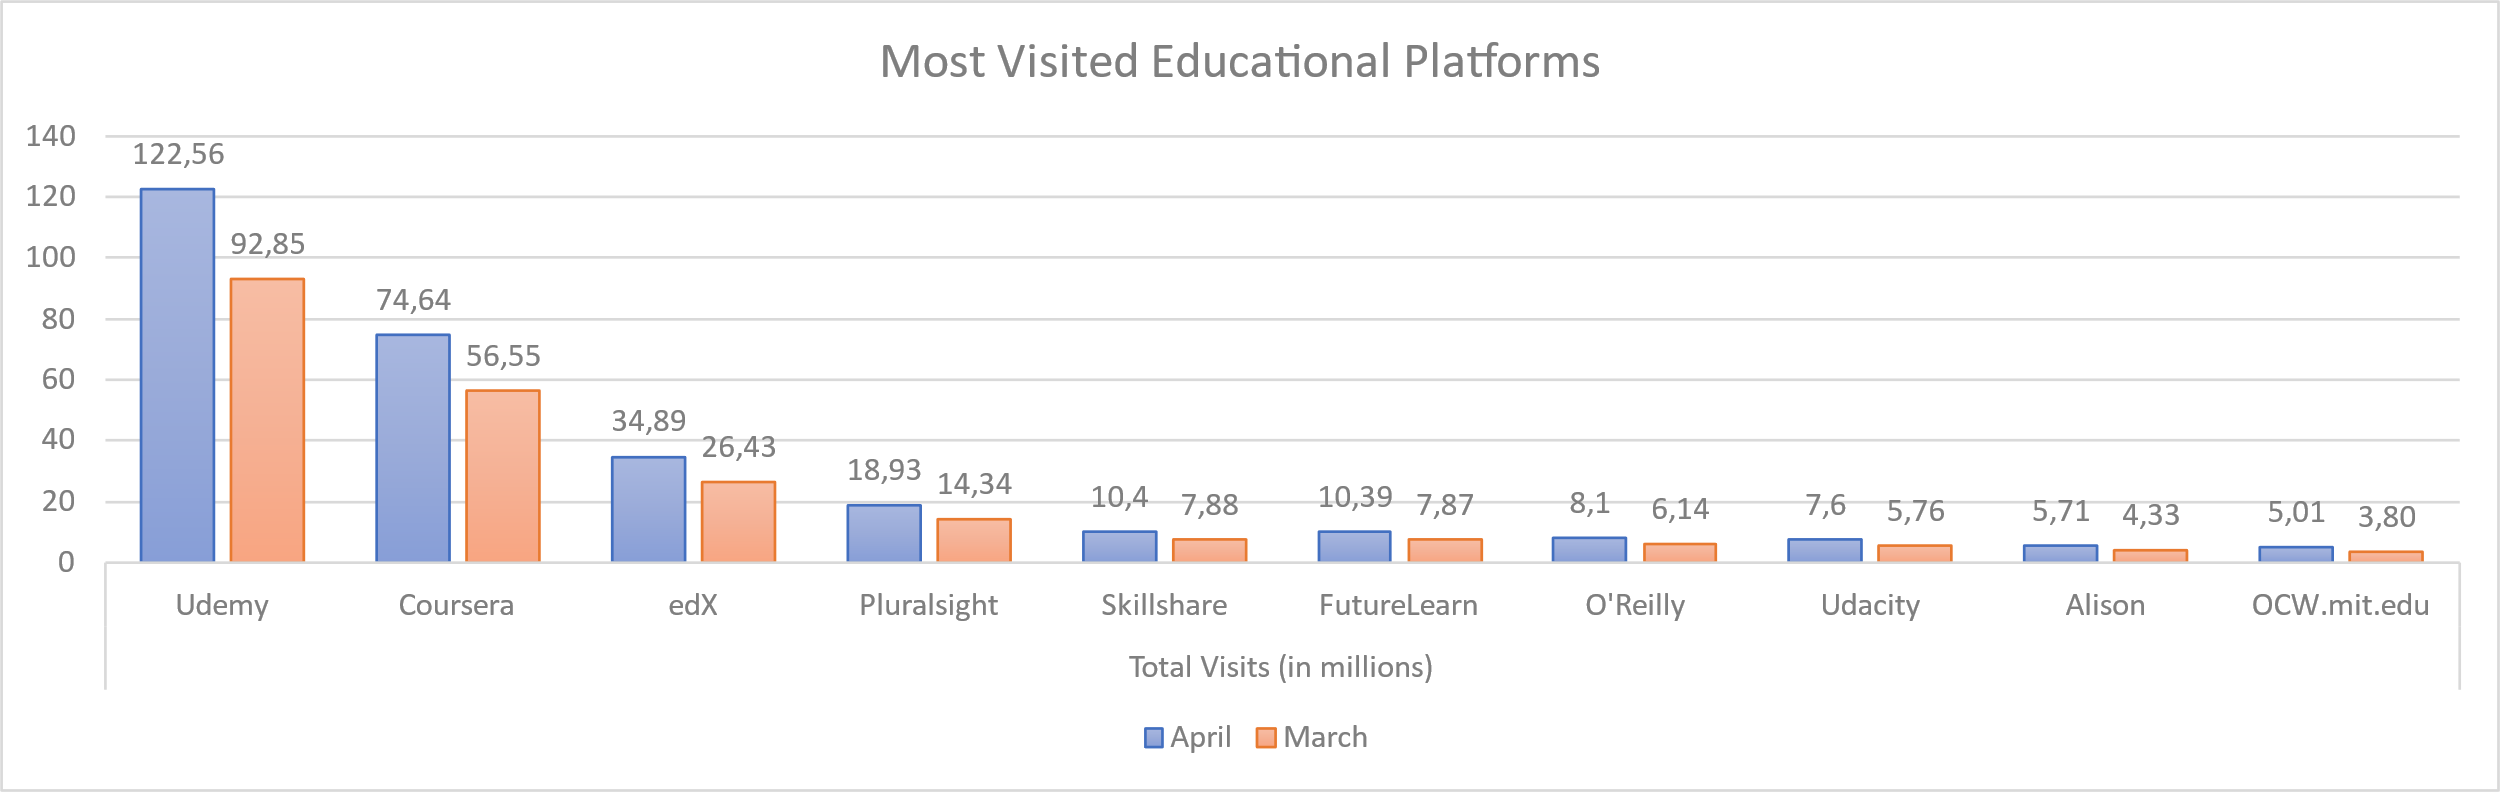 Most Visited Educational Platforms
140
120
100
80
60
40
20
0
122,56
92,85
74,64
56,55
34,89
26,43
18,93
14,34
10,4
7,88
10,39
7,87
8,1
6,14
7,6
5,76
5,71
4,33
5,01
3,80
Udemy
Coursera
edX
Pluralsight
Skillshare
FutureLearn
O'Reilly
Udacity
Alison
OCW.mit.edu
Total Visits (in millions)
April
March